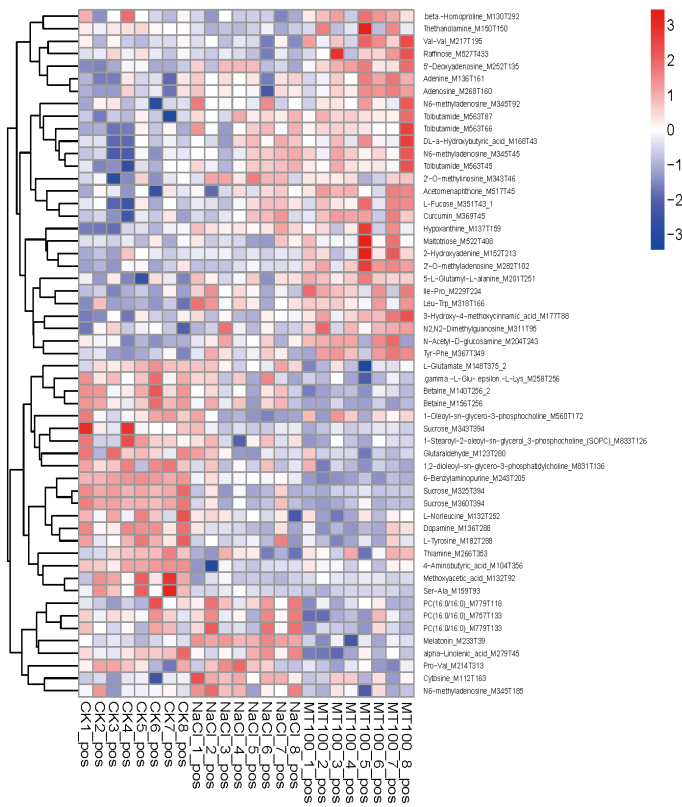 .beta.-Homoproline_M130T292
Triethanolamine_M150T150
Val-Val_M217T195
Raffinose_M527T433
5'-Deoxyadenosine_M252T135
Adenine_M136T161
Adenosine_M268T160
N6-methyladenosine_M345T92
Tolbutamide_M563T87
Tolbutamide_M563T66
DL-a-Hydroxybutyric_acid_M168T43
N6-methyladenosine_M345T45
Tolbutamide_M563T45
2'-O-methylinosine_M343T46
Acetomenaphthone_M517T45
L-Fucose_M351T43_1
Curcumin_M369T45
Hypoxanthine_M137T159
Maltotriose_M522T408
2-Hydroxyadenine_M152T213
2'-O-methyladenosine_M282T102
5-L-Glutamyl-L-alanine_M201T251
Ile-Pro_M229T224
Leu-Trp_M318T166
3-Hydroxy-4-methoxycinnamic_acid_M177T88
N2,N2-Dimethylguanosine_M311T95
N-Acetyl-D-glucosamine_M204T243
Tyr-Phe_M367T349
L-Glutamate_M148T375_2
.gamma.-L-Glu-.epsilon.-L-Lys_M258T256
Betaine_M140T256_2
Betaine_M156T256
1-Oleoyl-sn-glycero-3-phosphocholine_M560T172
Sucrose_M343T394
1-Stearoyl-2-oleoyl-sn-glycerol_3-phosphocholine_(SOPC)_M833T126
Glutaraldehyde_M123T280
1,2-dioleoyl-sn-glycero-3-phosphatidylcholine_M831T136
6-Benzylaminopurine_M243T205
Sucrose_M325T394
Sucrose_M360T394
L-Norleucine_M132T252
Dopamine_M136T288
L-Tyrosine_M182T288
Thiamine_M266T353
4-Aminobutyric_acid_M104T356
Methoxyacetic_acid_M132T92
Ser-Ala_M159T93
PC(16:0/16:0)_M779T118
PC(16:0/16:0)_M757T133
PC(16:0/16:0)_M779T133
Melatonin_M233T39
alpha-Linolenic_acid_M279T45
Pro-Val_M214T313
Cytosine_M112T163
N6-methyladenosine_M345T185
3
2
1
0
-1
-2
-3
CK1_pos
CK2_pos
CK3_pos
CK4_pos
CK5_pos
CK6_pos
CK7_pos
CK8_pos
NaCl_1_pos
NaCl_2_pos
NaCl_3_pos
NaCl_4_pos
NaCl_5_pos
NaCl_6_pos
NaCl_7_pos
NaCl_8_pos
MT100_1_pos
MT100_2_pos
MT100_3_pos
MT100_4_pos
MT100_5_pos
MT100_6_pos
MT100_7_pos
MT100_8_pos